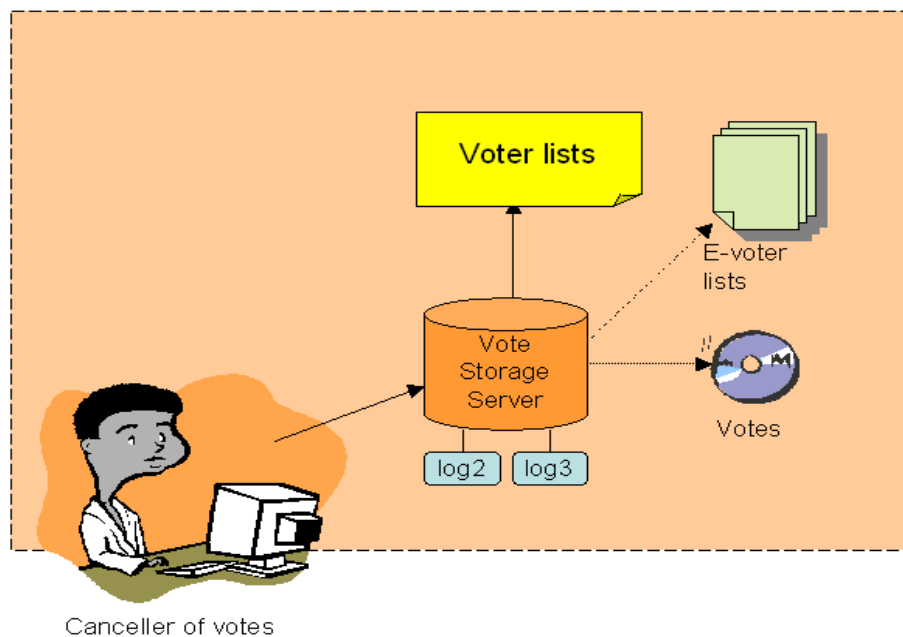 Voter lists
E-voter
lists
Vote
Storage
Server
Votes
log2
log3
Canceller of votes